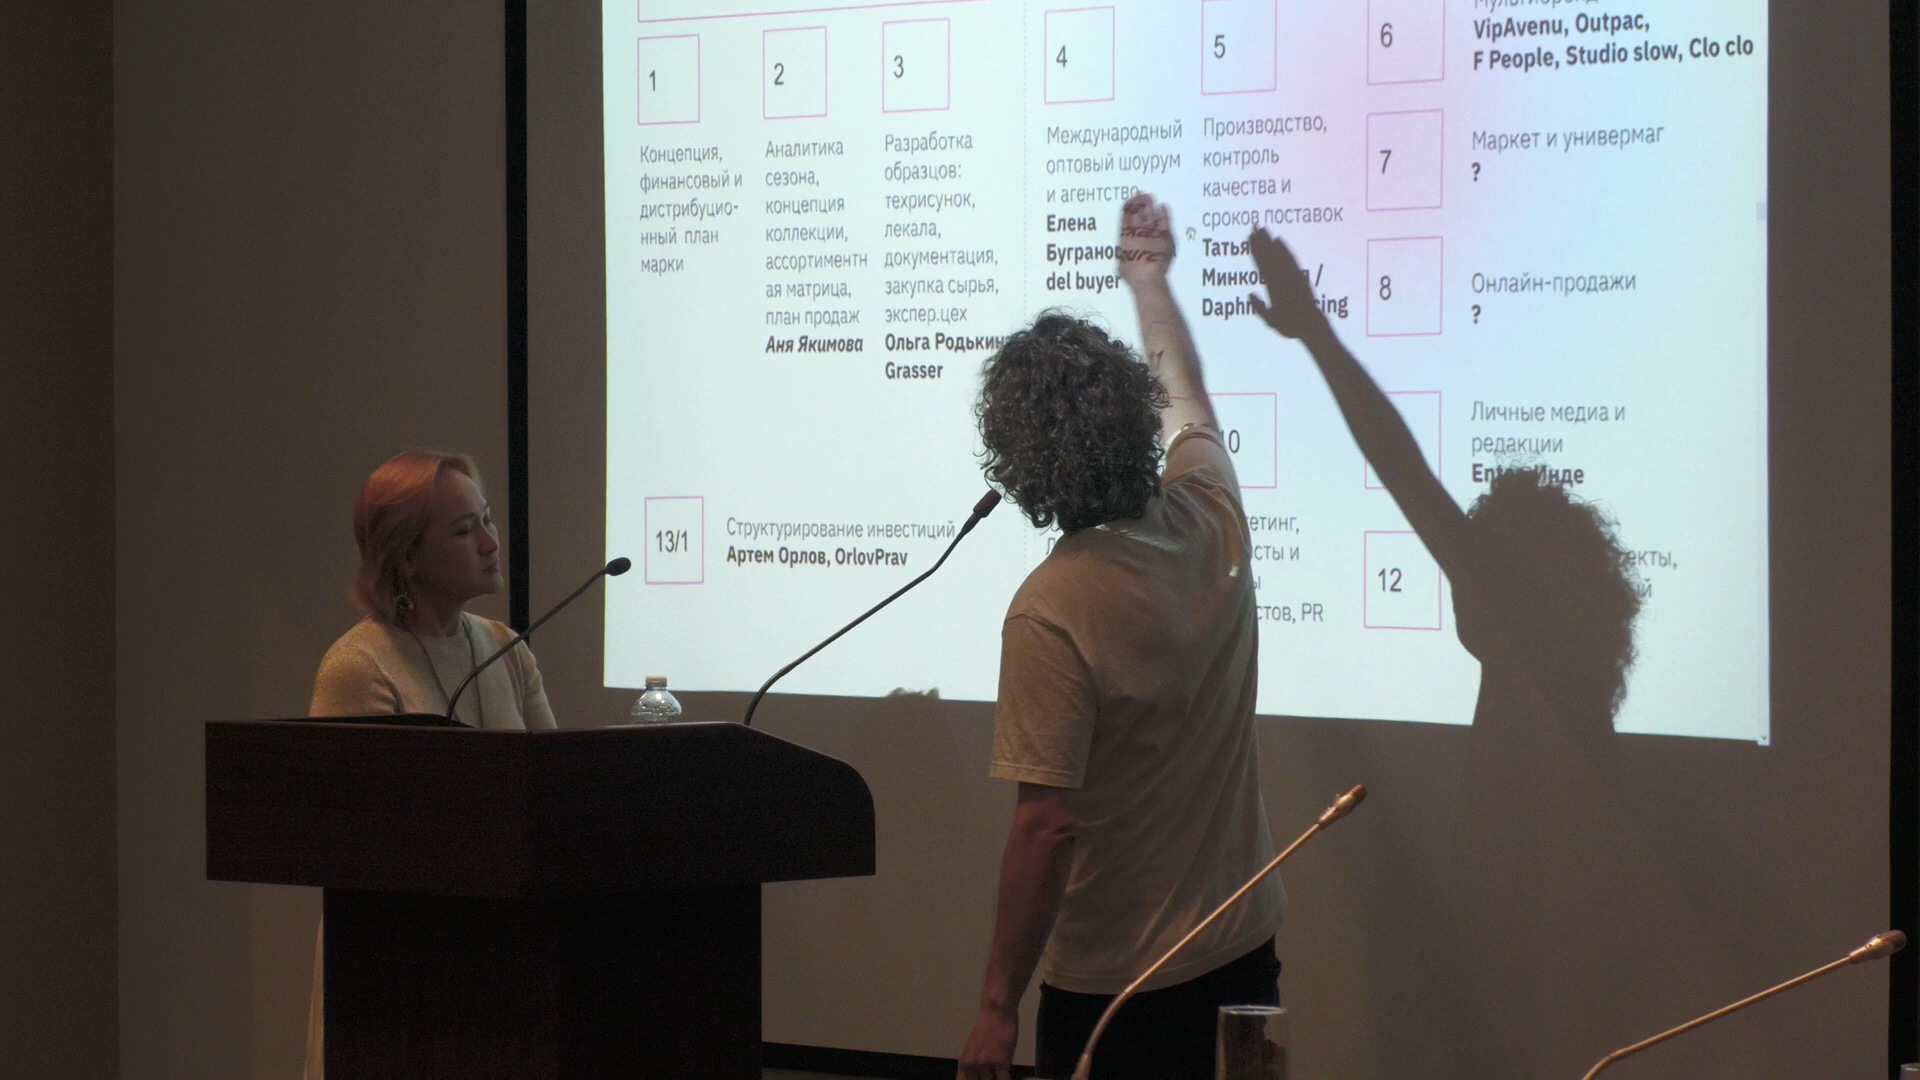 1
Концепция,
финансовый и
дистрибуцио-
нный план
марки
2
Аналитика
сезона,
концепция
коллекции,
ассортиментн
ая матрица,
план продаж
Аня Якимова
3
Разработка
образцов:
техрисунок,
лекала,
документация,
закупка сырья,
экспер.цех
Ольга
Grasser
4
Международный
оптовый шоурум
и агентство
Елена
del buyer
5
Производство,
контроль
качества и
сроков поставок
6
VipAvenu, Outpac,
F People, Studio slow, Clo clo
7
Маркет и универмаг
?
8
Онлайн-продажи
?
10
Личные медиа и
редакции
Инде
12
13/1
Структурирование инвестиций
Артем Орлов, OrlovPrav
PR